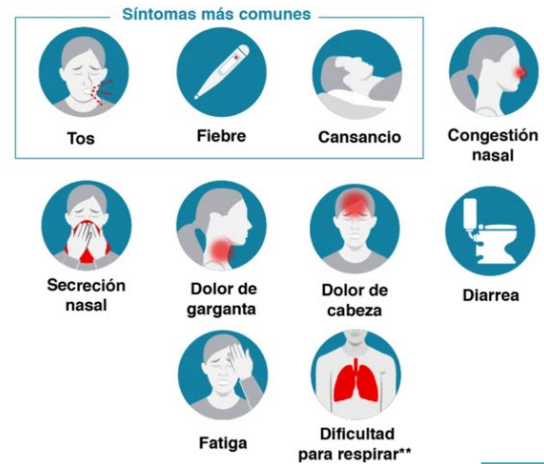 Síntomas más comunes
Tos
Fiebre
Cansancio
Congestión
nasal
Secreción
nasal
Dolor de
garganta
Dolor de
cabeza
Diarrea
Fatiga
Dificultad
para respirar**